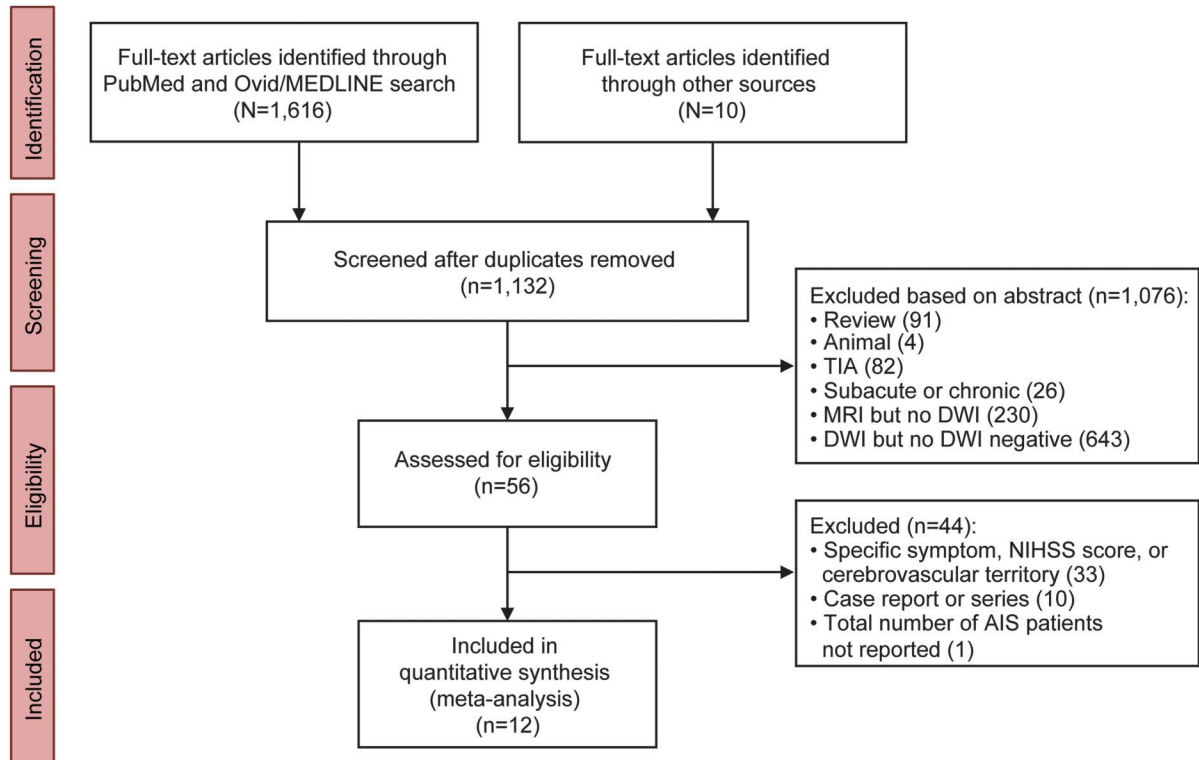 Identification
Full-text articles identified through
PubMed and Ovid/MEDLINE search
(N=1,616)
Full-text articles identified
through other sources
(N=10)
Screening
Screened after duplicates removed
(n=1,132)
Excluded based on abstract (n=1,076):
• Review (91)
• Animal (4)
• TIA (82)
• Subacute or chronic (26)
• MRI but no DWI (230)
• DWI but no DWI negative (643)
Eligibility
Assessed for eligibility
(n=56)
Excluded (n=44):
• Specific symptom, NIHSS score, or
cerebrovascular territory (33)
• Case report or series (10)
• Total number of AIS patients
not reported (1)
Included
Included in
quantitative synthesis
(meta-analysis)
(n=12)